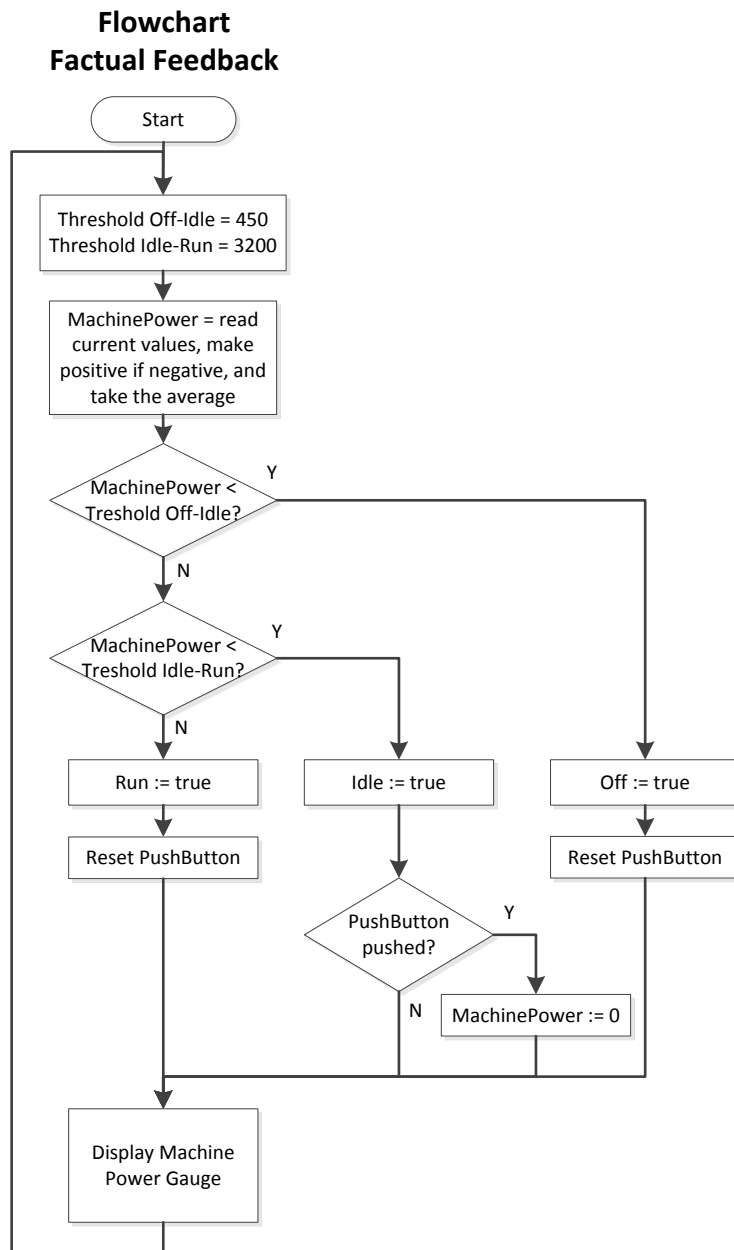 Flowchart
Factual Feedback
Start
Threshold Off-Idle = 450
Threshold Idle-Run = 3200
MachinePower = read
current values, make
positive if negative, and
take the average
MachinePower <
Treshold Off-Idle?
Y
N
MachinePower <
Treshold Idle-Run?
Y
N
Run := true
Idle := true
Off := true
Reset PushButton
Reset PushButton
PushButton
pushed?
Y
N
MachinePower := 0
Display Machine
Power Gauge